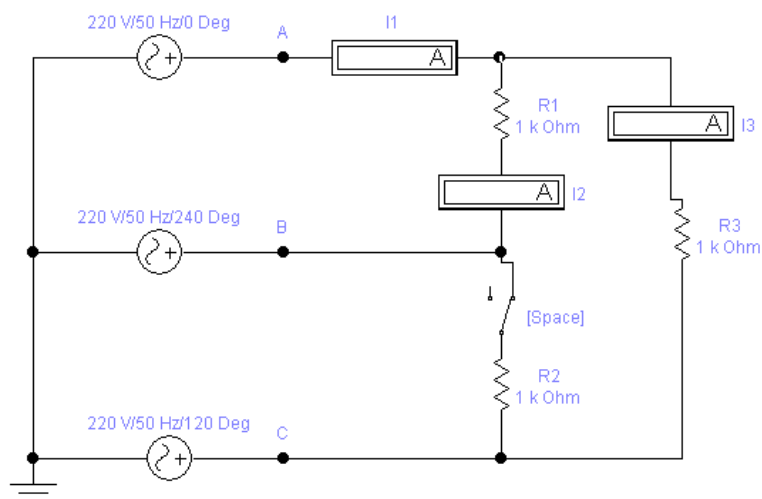 220 V/50 Hz/0 Deg
A
I1
A
R1
1 k Ohm
A
I3
A
I2
220 V/50 Hz/240 Deg
B
R3
1 k Ohm
[Space]
R2
1 k Ohm
220 V/50 Hz/120 Deg
C